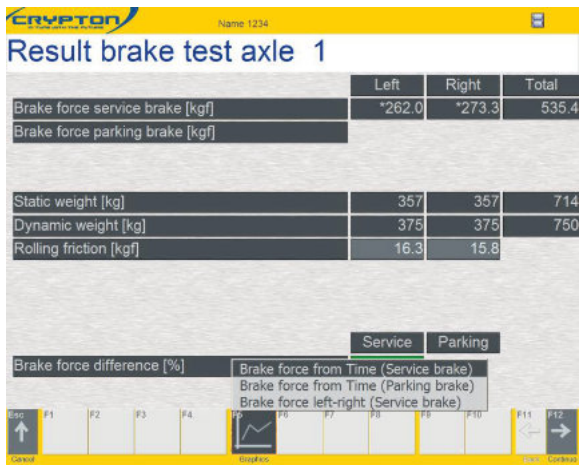 CRYPTON
Name 1234
Result brake test axle 1
Left Right Total
Brake force service brake [kgf] *262.0 *273.3 535.4
Brake force parking brake [kgf]
Static weight [kg] 357 357 714
Dynamic weight [kg] 375 375 750
Rolling friction [kgf] 16.3 15.8
Service Parking
Brake force difference [%]
Brake force from Time (Service brake)
Brake force from Time (Parking brake)
Brake force left-right (Service brake)
Esc F1 F2 F3 F4 F5 F6 F7 F8 F9 F10 F11 F12
Cancel Graphics Back Continue